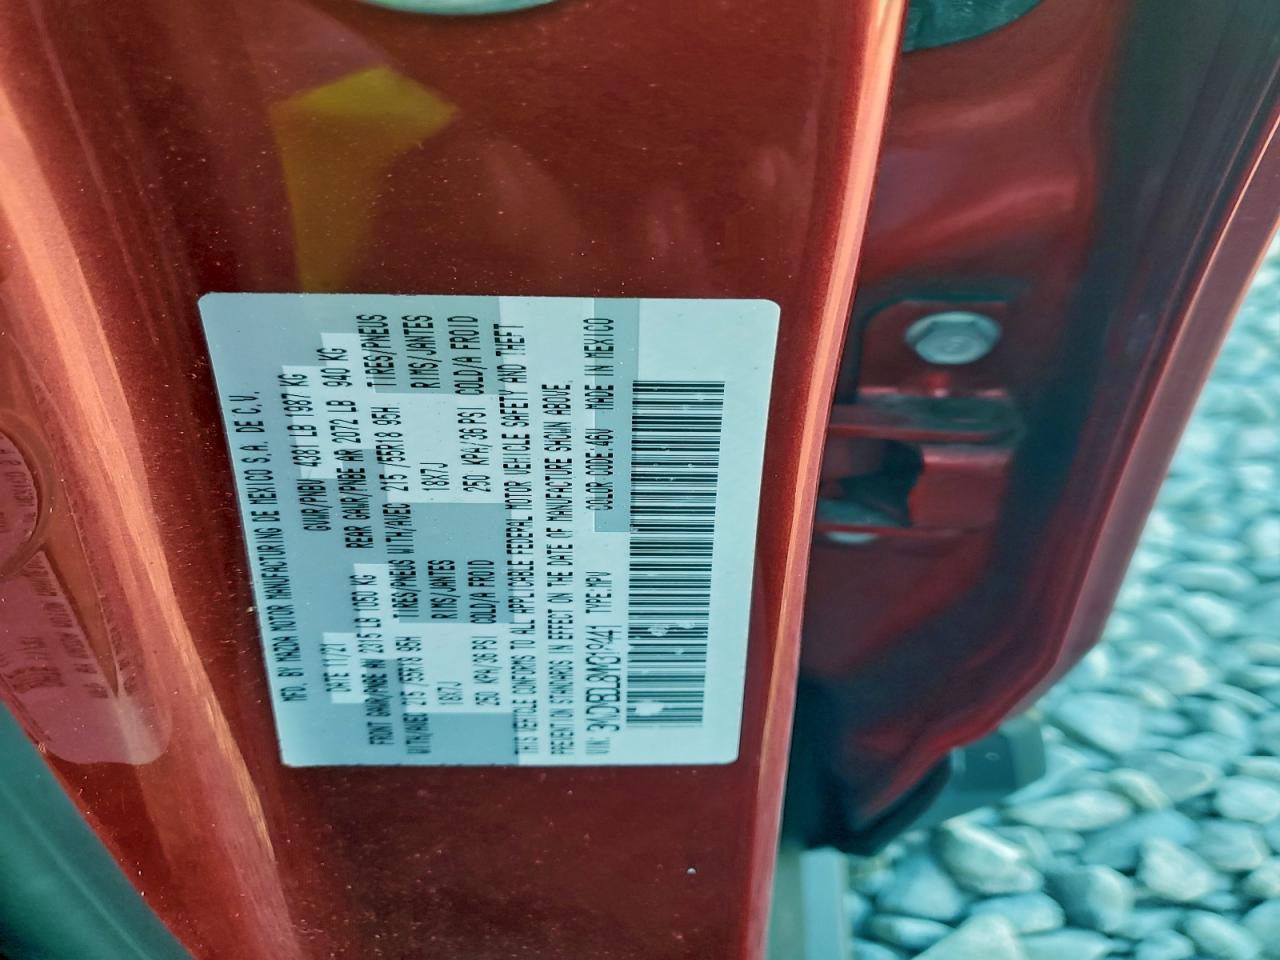 MFD. BY MAZDA MOTOR MANUFACTURING DE MEXICO S.A. DE C.V.
DATE 11/21 GVWR/PNBV 4381 LB 1987 KG
FRONT GAWR/PNBE AV 2315 LB 1050 KG REAR GAWR/PNBE AR 2072 LB 940 KG
WITH/AVEC 215 /55R18 95H TIRES/PNEUS WITH/AVEC 215 /55R18 95H TIRES/PNEUS
18X7J RIMS/JANTES 18X7J RIMS/JANTES
250 KPA/36 PSI COLD/A FROID 250 KPA/36 PSI COLD/A FROID
THIS VEHICLE CONFORMS TO ALL APPLICABLE FEDERAL MOTOR VEHICLE SAFETY AND THEFT
PREVENTION STANDARDS IN EFFECT ON THE DATE OF MANUFACTURE SHOWN ABOVE.
VIN: TYPE:MPV COLOR CODE:46V MADE IN MEXICO